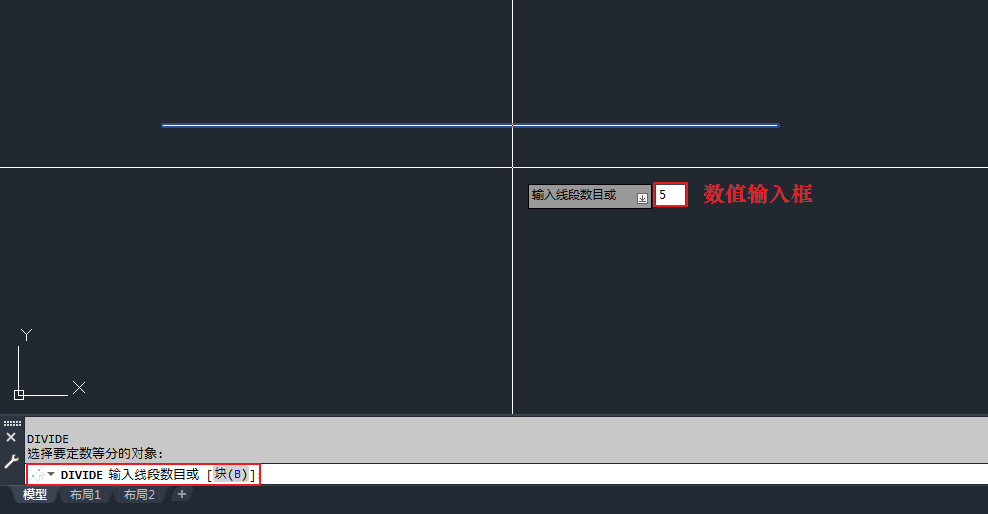 输入线段数目或 5 数值输入框
Y
X
DIVIDE
选择要定数等分的对象:
DIVIDE 输入线段数目或 [块(B)]:
模型 布局1 布局2 +